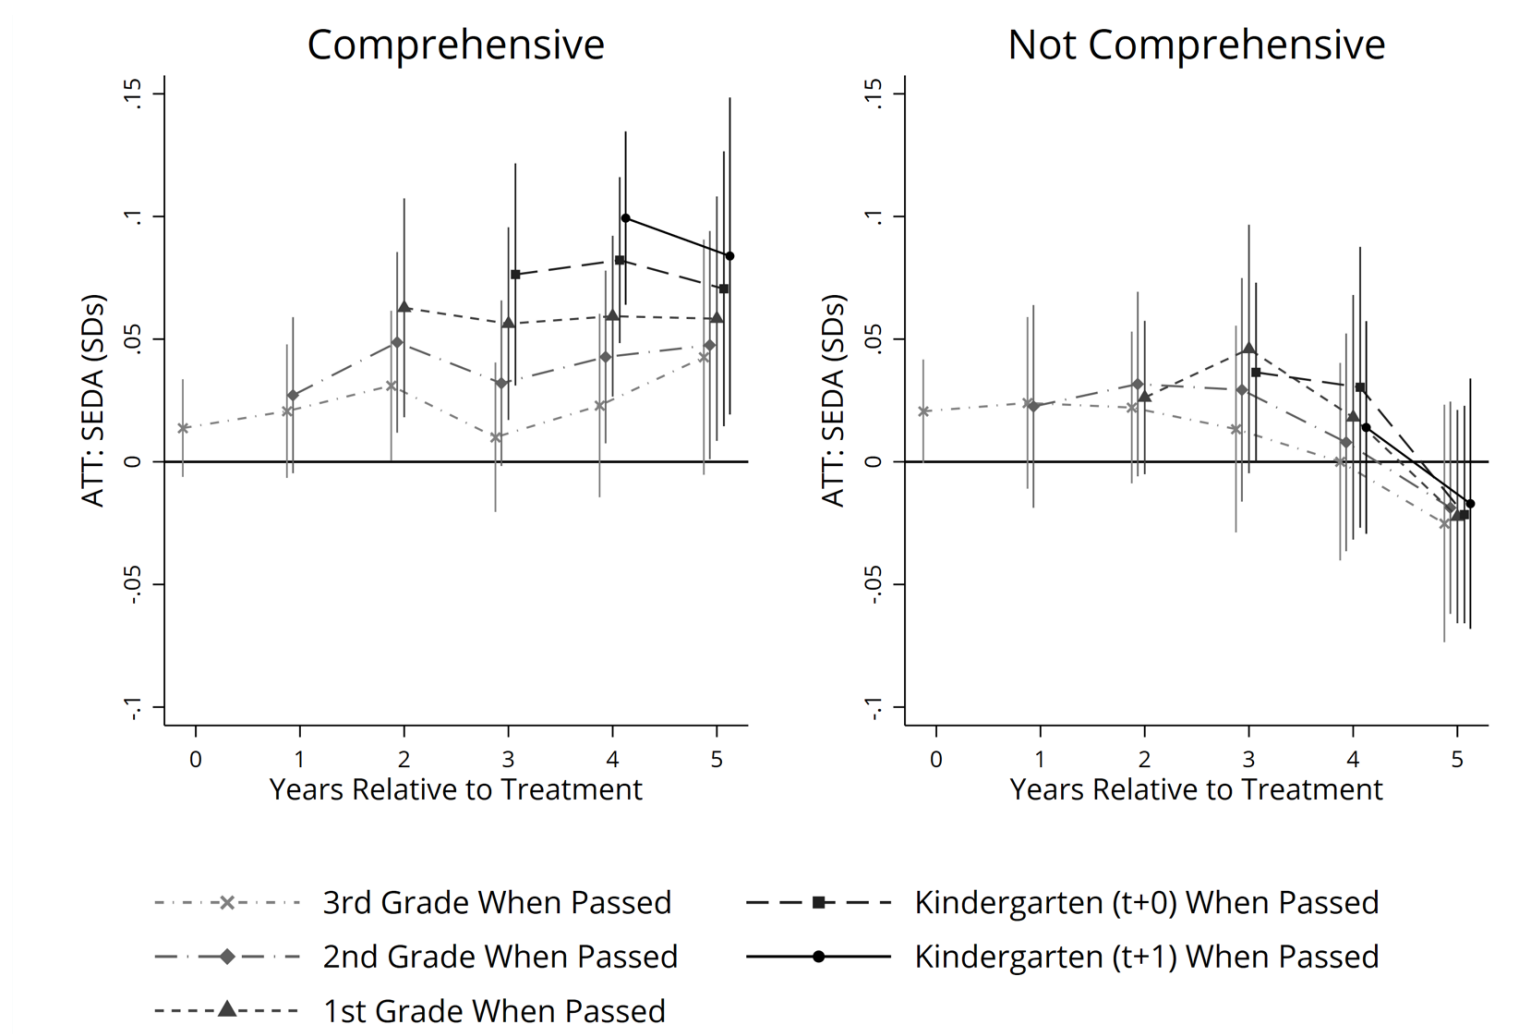 Comprehensive
Not Comprehensive
ATT: SEDA (SDs)
.15
.1
.05
0
-.05
-.1
0 1 2 3 4 5
Years Relative to Treatment
ATT: SEDA (SDs)
.15
.1
.05
0
-.05
-.1
0 1 2 3 4 5
Years Relative to Treatment
3rd Grade When Passed
2nd Grade When Passed
1st Grade When Passed
Kindergarten (t+0) When Passed
Kindergarten (t+1) When Passed